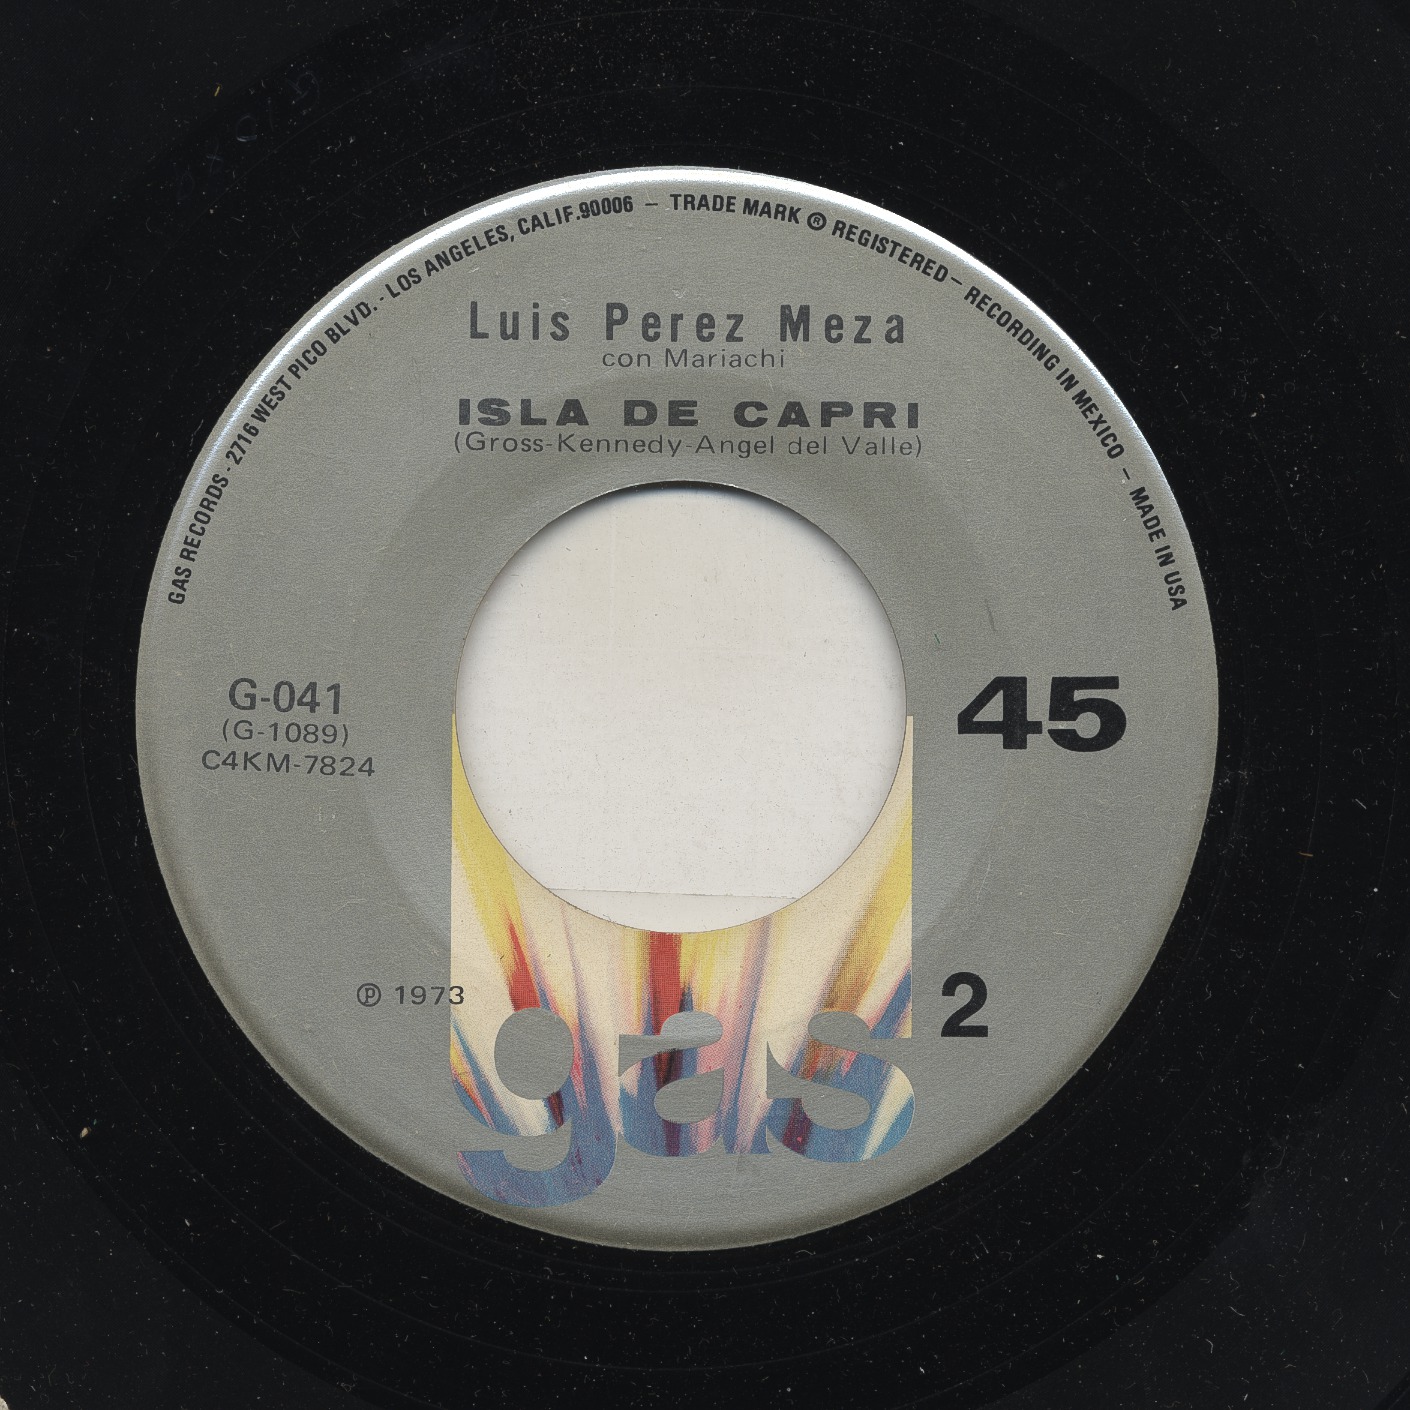 GAS RECORDS - 2716 WEST PICO BLVD. - LOS ANGELES, CALIF. 90006 – TRADE MARK ® REGISTERED – RECORDING IN MEXICO – MADE IN USA
Luis Perez Meza
con Mariachi
ISLA DE CAPRI
(Gross-Kennedy-Angel del Valle)
G-041
(G-1089)
C4KM-7824
45
℗ 1973
2
gas